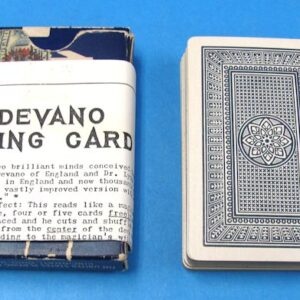 DEVANO
ING CARD
o brilliant minds conceived
evano of England and Dr.
in England and now thousand
vastly improved version wit
." *
fect: This reads like a
e, four or five cards free
aced and he cuts and shuff
from the center of the de
ding to the magician's wi